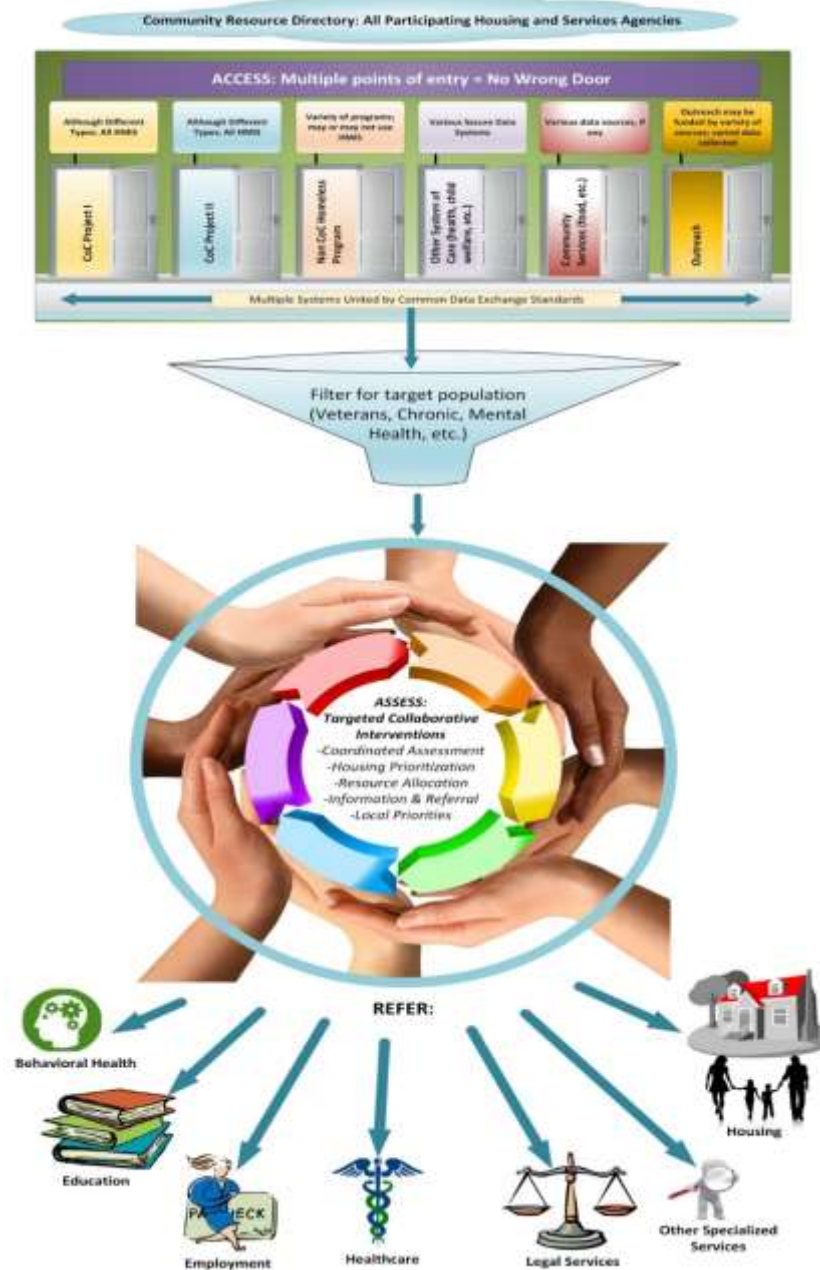 Community Resource Directory: All Participating Housing and Services Agencies
ACCESS: Multiple points of entry = No Wrong Door
Although Different
Types, All HMIS
Although Different
Types, All HMIS
Variety of programs;
may or may not use
HMIS
Various Secure Data
Systems
Various data sources, if
any
Outreach may be
funded by variety of
sources; varied data
collected
CoC Project I
CoC Project II
Non CoC Homeless
Program
Other System of
Care (health, child
welfare, etc.)
Community
Services (food, etc.)
Outreach
Multiple Systems United by Common Data Exchange Standards
Filter for target population
(Veterans, Chronic, Mental
Health, etc.)
ASSESS:
Targeted Collaborative
Interventions
-Coordinated Assessment
-Housing Prioritization
-Resource Allocation
-Information & Referral
-Local Priorities
REFER:
Behavioral Health
Education
PA HECK
Employment
Healthcare
Legal Services
Other Specialized
Services
Housing